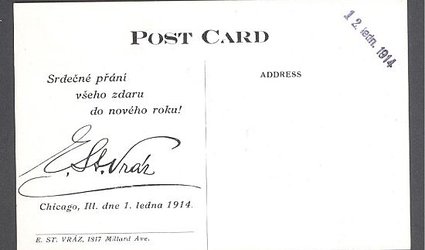 POST CARD
12. ledn. 1914
Srdečné přání
všeho zdaru
do nového roku!
E. St. Vráz
Chicago, Ill. dne 1. ledna 1914.
E. ST. VRÁZ, 1817 Millard Ave.
ADDRESS